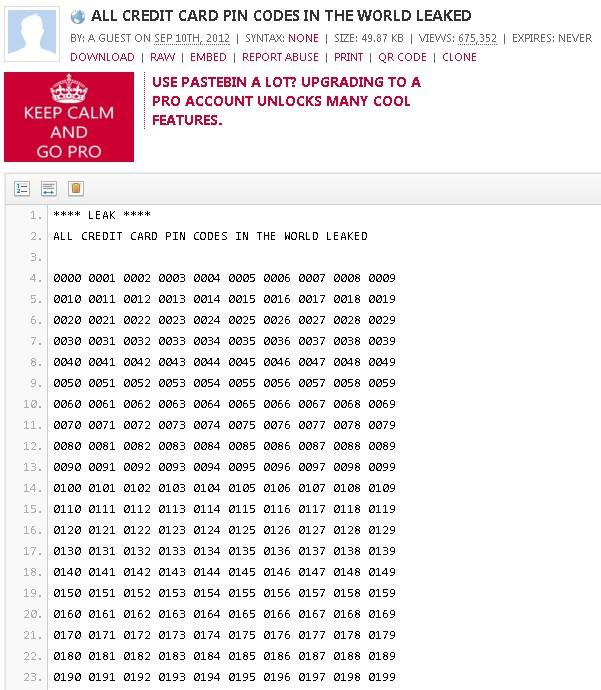 ALL CREDIT CARD PIN CODES IN THE WORLD LEAKED
BY: A GUEST ON SEP 10TH, 2012 | SYNTAX: NONE | SIZE: 49.87 KB | VIEWS: 675,352 | EXPIRES: NEVER
DOWNLOAD | RAW | EMBED | REPORT ABUSE | PRINT | QR CODE | CLONE
KEEP CALM
AND
GO PRO
USE PASTEBIN A LOT? UPGRADING TO A
PRO ACCOUNT UNLOCKS MANY COOL
FEATURES.
1. **** LEAK ****
2. ALL CREDIT CARD PIN CODES IN THE WORLD LEAKED
3.
4. 0000 0001 0002 0003 0004 0005 0006 0007 0008 0009
5. 0010 0011 0012 0013 0014 0015 0016 0017 0018 0019
6. 0020 0021 0022 0023 0024 0025 0026 0027 0028 0029
7. 0030 0031 0032 0033 0034 0035 0036 0037 0038 0039
8. 0040 0041 0042 0043 0044 0045 0046 0047 0048 0049
9. 0050 0051 0052 0053 0054 0055 0056 0057 0058 0059
10. 0060 0061 0062 0063 0064 0065 0066 0067 0068 0069
11. 0070 0071 0072 0073 0074 0075 0076 0077 0078 0079
12. 0080 0081 0082 0083 0084 0085 0086 0087 0088 0089
13. 0090 0091 0092 0093 0094 0095 0096 0097 0098 0099
14. 0100 0101 0102 0103 0104 0105 0106 0107 0108 0109
15. 0110 0111 0112 0113 0114 0115 0116 0117 0118 0119
16. 0120 0121 0122 0123 0124 0125 0126 0127 0128 0129
17. 0130 0131 0132 0133 0134 0135 0136 0137 0138 0139
18. 0140 0141 0142 0143 0144 0145 0146 0147 0148 0149
19. 0150 0151 0152 0153 0154 0155 0156 0157 0158 0159
20. 0160 0161 0162 0163 0164 0165 0166 0167 0168 0169
21. 0170 0171 0172 0173 0174 0175 0176 0177 0178 0179
22. 0180 0181 0182 0183 0184 0185 0186 0187 0188 0189
23. 0190 0191 0192 0193 0194 0195 0196 0197 0198 0199